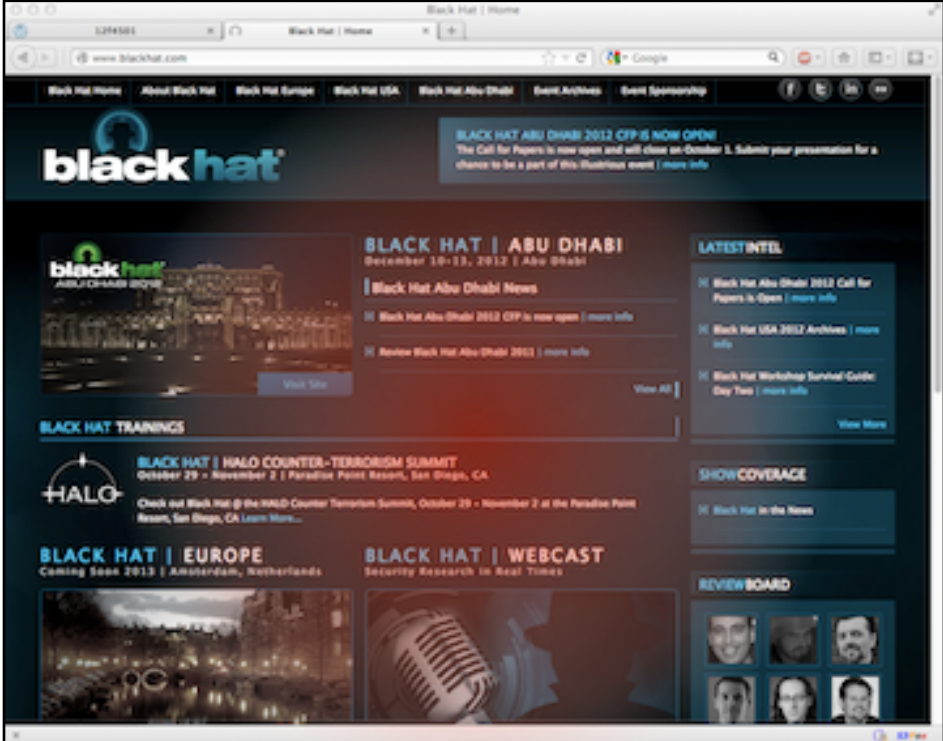 Black Hat | Home
12f4501
Black Hat | Home
www.blackhat.com
Google
Black Hat Home About Black Hat Black Hat Europe Black Hat USA Black Hat Abu Dhabi Event Archives Event Sponsorship
black hat
BLACK HAT ABU DHABI 2012 CFP IS NOW OPEN!
The Call for Papers is now open and will close on October 1. Submit your presentation for a
chance to be a part of this illustrious event | more info
black hat
ABU DHABI 2012
Visit Site
BLACK HAT | ABU DHABI
December 10-13, 2012 | Abu Dhabi
Black Hat Abu Dhabi News
Black Hat Abu Dhabi 2012 CFP is now open | more info
Review Black Hat Abu Dhabi 2011 | more info
View All
LATESTINTEL
Black Hat Abu Dhabi 2012 Call for
Papers is Open | more info
Black Hat USA 2012 Archives | more
info
Black Hat Workshop Survival Guide:
Day Two | more info
View More
BLACK HAT TRAININGS
HALO
BLACK HAT | HALO COUNTER-TERRORISM SUMMIT
October 29 - November 2 | Paradise Point Resort, San Diego, CA
Check out Black Hat @ the HALO Counter Terrorism Summit, October 29 - November 2 at the Paradise Point
Resort, San Diego, CA Learn More...
SHOWCOVERAGE
Black Hat in the News
BLACK HAT | EUROPE
Coming Soon 2013 | Amsterdam, Netherlands
BLACK HAT | WEBCAST
Security Research in Real Times
REVIEWBOARD